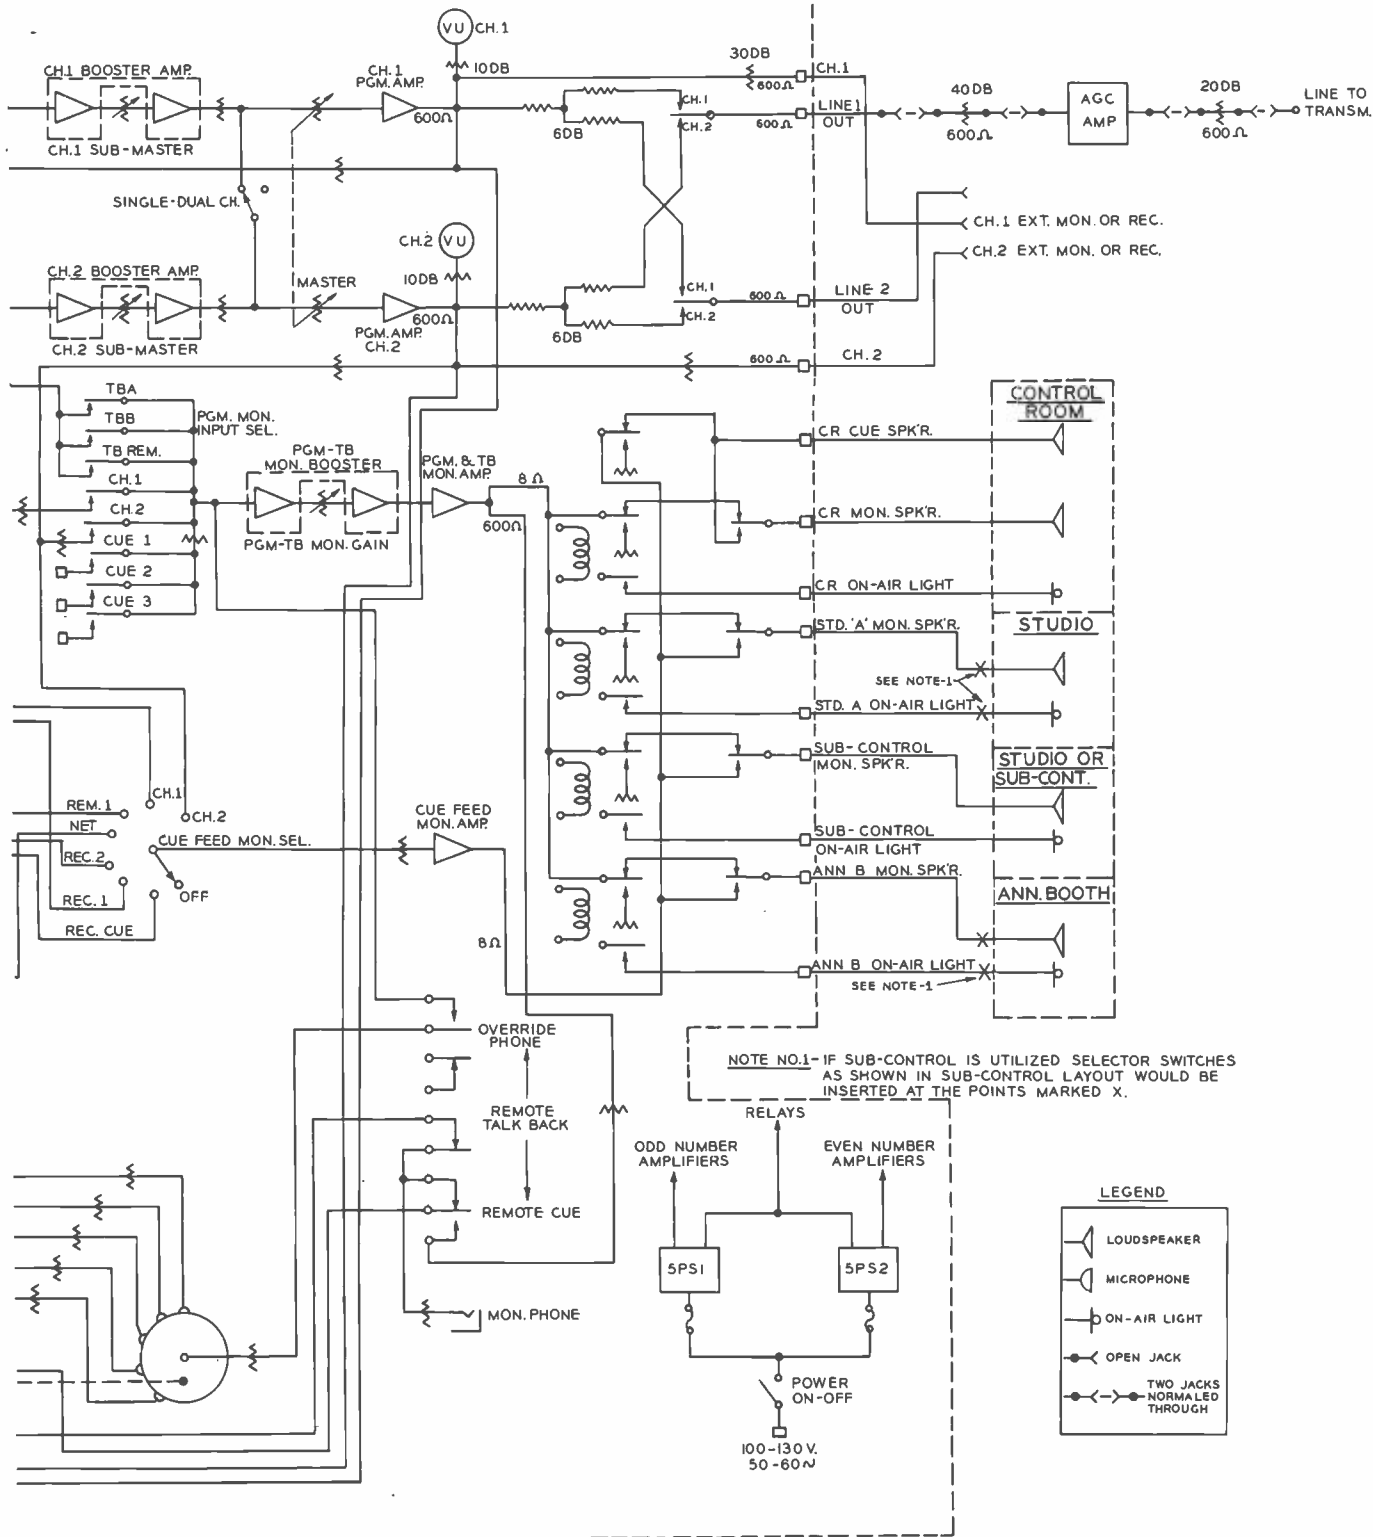 VU CH.1
10DB
CH.1 BOOSTER AMP.
CH.1
PGM. AMP.
600Ω
CH.1 SUB-MASTER
6DB
CH.1
CH.2
30DB
600Ω
CH.1
600Ω
LINE 1
OUT
40DB
600Ω
AGC
AMP
20DB
600Ω
LINE TO
TRANSM.
SINGLE-DUAL CH.
CH.2 VU
10DB
CH.2 BOOSTER AMP.
MASTER
600Ω
PGM. AMP.
CH.2
CH.2 SUB-MASTER
6DB
CH.1
CH.2
600Ω
LINE 2
OUT
CH.1 EXT. MON. OR REC.
CH.2 EXT. MON. OR REC.
600Ω
CH.2
TBA
TBB
TB REM.
CH.1
CH.2
CUE 1
CUE 2
CUE 3
PGM. MON.
INPUT SEL.
PGM-TB
MON. BOOSTER
PGM-TB MON. GAIN
PGM. & TB
MON. AMP.
8Ω
600Ω
CR CUE SPK'R.
CR MON. SPK'R.
CR ON-AIR LIGHT
STD. 'A' MON. SPK'R.
SEE NOTE-1
STD. A ON-AIR LIGHT
SUB-CONTROL
MON. SPK'R.
SUB-CONTROL
ON-AIR LIGHT
ANN B MON. SPK'R.
ANN B ON-AIR LIGHT
SEE NOTE-1
CONTROL
ROOM
STUDIO
STUDIO OR
SUB-CONT.
ANN. BOOTH
REM. 1
NET
REC. 2
REC. 1
REC. CUE
CH.1
CH.2
CUE FEED MON. SEL.
OFF
CUE FEED
MON. AMP.
8Ω
OVERRIDE
PHONE
REMOTE
TALK BACK
REMOTE CUE
MON. PHONE
NOTE NO.1- IF SUB-CONTROL IS UTILIZED SELECTOR SWITCHES
AS SHOWN IN SUB-CONTROL LAYOUT WOULD BE
INSERTED AT THE POINTS MARKED X.
RELAYS
ODD NUMBER
AMPLIFIERS
EVEN NUMBER
AMPLIFIERS
5PS1
5PS2
POWER
ON-OFF
100-130 V.
50-60~
LEGEND
LOUDSPEAKER
MICROPHONE
ON-AIR LIGHT
OPEN JACK
TWO JACKS
NORMALED
THROUGH